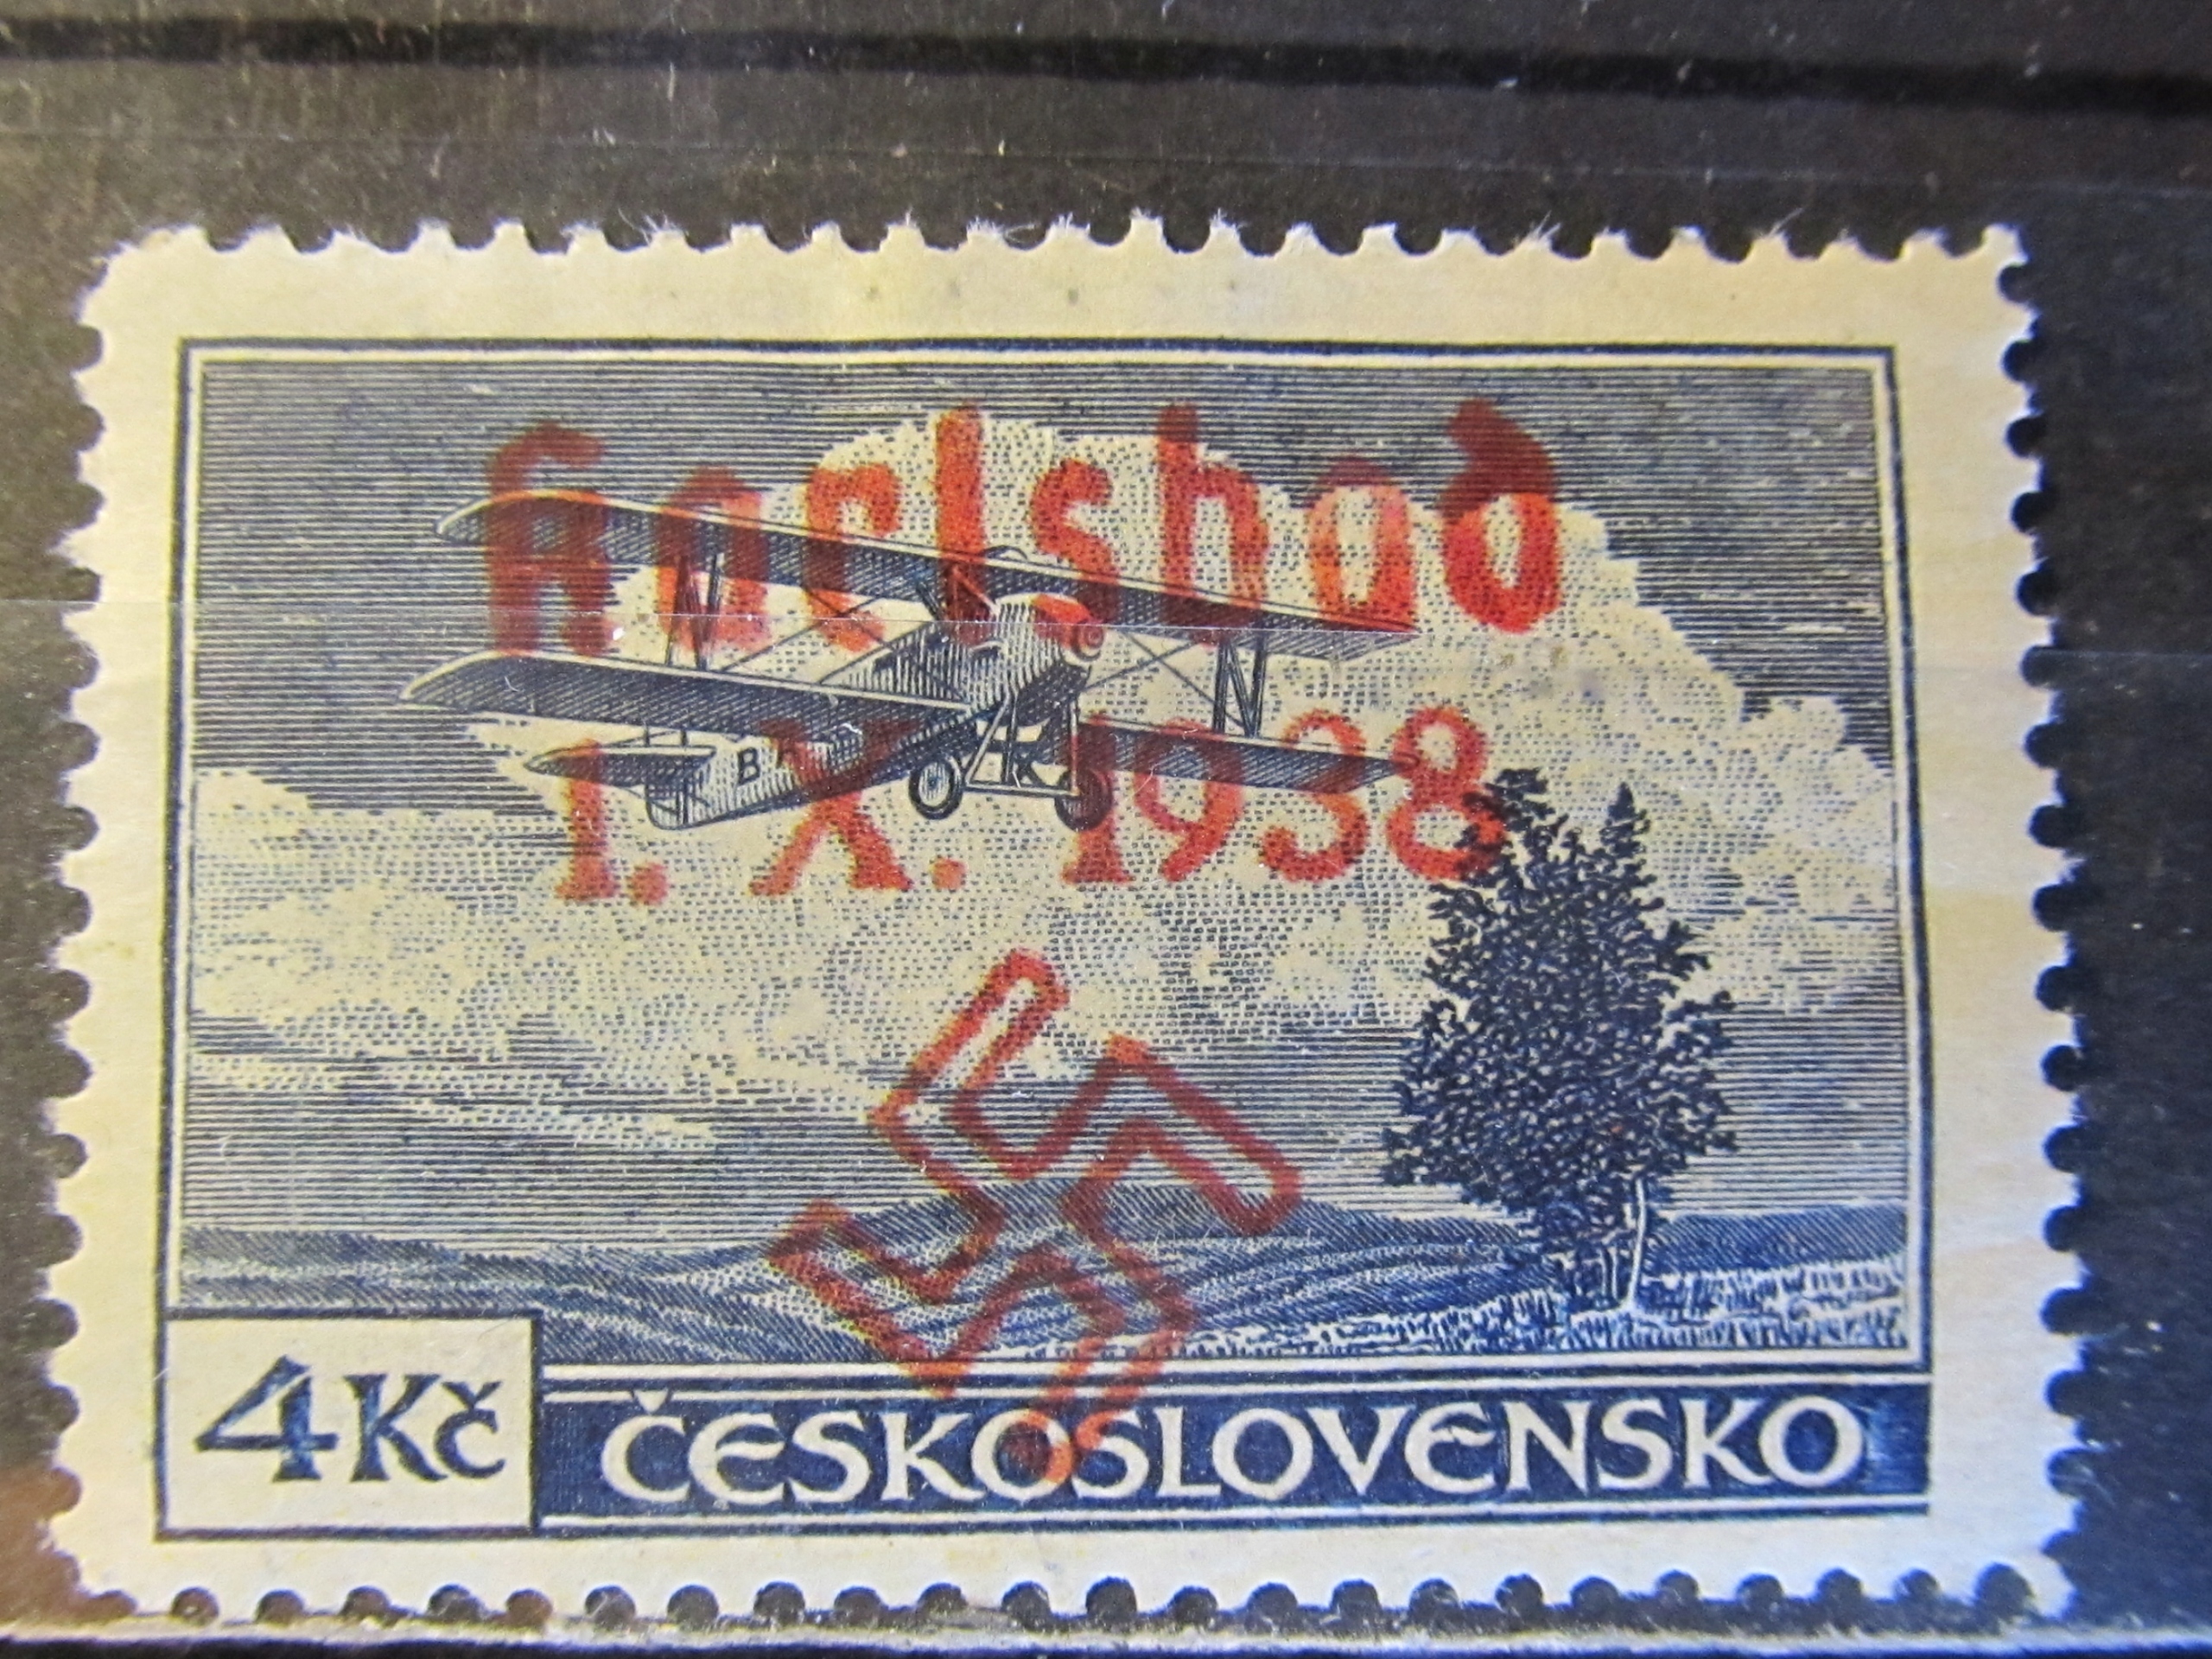 Karlsbad
1. X. 1938
B
4Kč
ČESKOSLOVENSKO